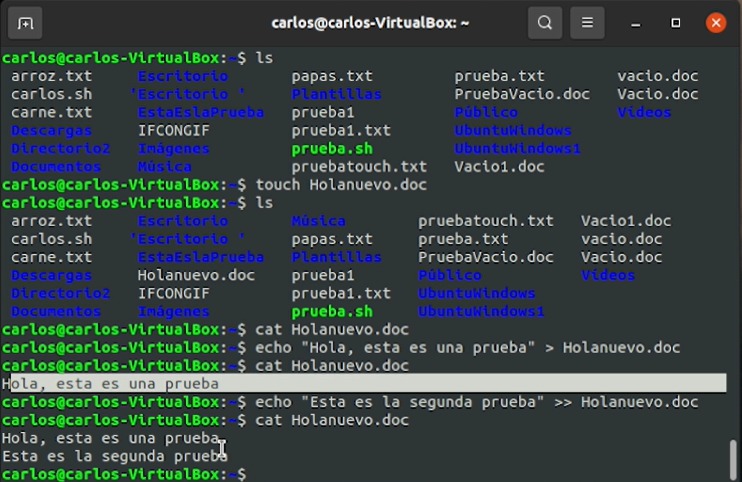 carlos@carlos-VirtualBox: ~
carlos@carlos-VirtualBox:~$ ls
arroz.txt Escritorio papas.txt prueba.txt vacio.doc
carlos.sh 'Escritorio ' Plantillas PruebaVacio.doc Vacio.doc
carne.txt EstaEslaPrueba prueba1 Público Vídeos
Descargas IFCONGIF prueba1.txt UbuntuWindows
Directorio2 Imágenes prueba.sh UbuntuWindows1
Documentos Música pruebatouch.txt Vacio1.doc
carlos@carlos-VirtualBox:~$ touch Holanuevo.doc
carlos@carlos-VirtualBox:~$ ls
arroz.txt Escritorio Música pruebatouch.txt Vacio1.doc
carlos.sh 'Escritorio ' papas.txt prueba.txt vacio.doc
carne.txt EstaEslaPrueba Plantillas PruebaVacio.doc Vacio.doc
Descargas Holanuevo.doc prueba1 Público Vídeos
Directorio2 IFCONGIF prueba1.txt UbuntuWindows
Documentos Imágenes prueba.sh UbuntuWindows1
carlos@carlos-VirtualBox:~$ cat Holanuevo.doc
carlos@carlos-VirtualBox:~$ echo "Hola, esta es una prueba" > Holanuevo.doc
carlos@carlos-VirtualBox:~$ cat Holanuevo.doc
Hola, esta es una prueba
carlos@carlos-VirtualBox:~$ echo "Esta es la segunda prueba" >> Holanuevo.doc
carlos@carlos-VirtualBox:~$ cat Holanuevo.doc
Hola, esta es una prueba
Esta es la segunda prueba
carlos@carlos-VirtualBox:~$